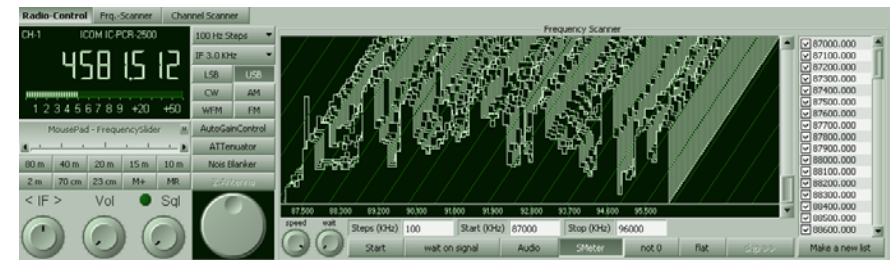 Radio-Control Frq.-Scanner Channel Scanner
CH-1 ICOM IC-PCR-2500
4581.512
1 2 3 4 5 6 7 8 9 +20 +60
MousePad - FrequencySlider M
80 m 40 m 20 m 15 m 10 m
2 m 70 cm 23 cm M+ MR
< IF > Vol Sql
100 Hz Steps
IF 3.0 KHz
LSB USB
CW AM
WFM FM
AutoGainControl
ATTenuator
Nois Blanker
Frequency Scanner
87.500 88.300 89.200 90.300 91.000 91.900 92.800 93.700 94.600 95.500
speed wait
Steps (KHz) 100 Start (KHz) 87000 Stop (KHz) 96000
Start wait on signal Audio SMeter not 0 flat
87000.000
87100.000
87200.000
87300.000
87400.000
87500.000
87600.000
87700.000
87800.000
87900.000
88000.000
88100.000
88200.000
88300.000
88400.000
88500.000
88600.000
Make a new list